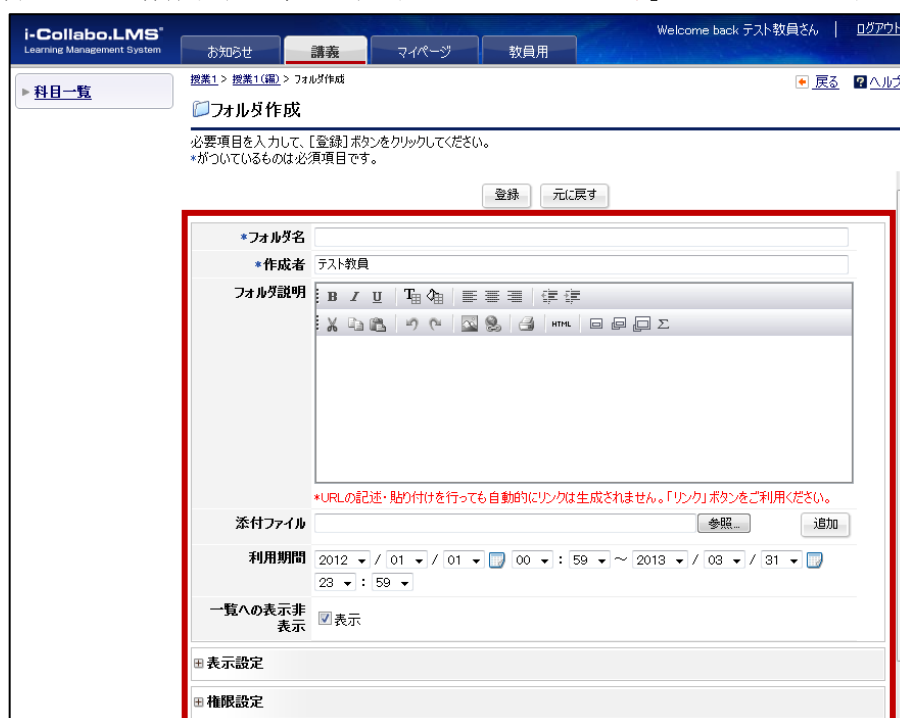 i-Collabo.LMS
Learning Management System
Welcome back テスト教員さん | ログアウト
お知らせ 講義 マイページ 教員用
科目一覧
授業1 > 授業1(編) > フォルダ作成
戻る ヘルプ
フォルダ作成
必要項目を入力して、[登録]ボタンをクリックしてください。
*がついているものは必須項目です。
登録 元に戻す
*フォルダ名
*作成者 テスト教員
フォルダ説明
B I U T
HTML Σ
*URLの記述・貼り付けを行っても自動的にリンクは生成されません。「リンク」ボタンをご利用ください。
添付ファイル 参照... 追加
利用期間 2012 / 01 / 01 00 : 59 ~ 2013 / 03 / 31
23 : 59
一覧への表示非
表示 表示
表示設定
権限設定